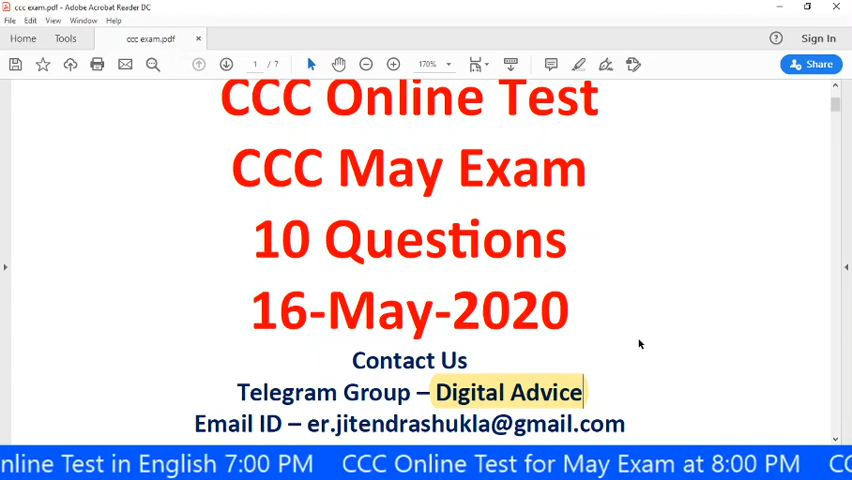 ccc exam.pdf - Adobe Acrobat Reader DC
File Edit View Window Help
Home Tools ccc exam.pdf × ? Sign In
1 / 7 170% Share
CCC Online Test
CCC May Exam
10 Questions
16-May-2020
Contact Us
Telegram Group – Digital Advice
Email ID – er.jitendrashukla@gmail.com
nline Test in English 7:00 PM CCC Online Test for May Exam at 8:00 PM CC